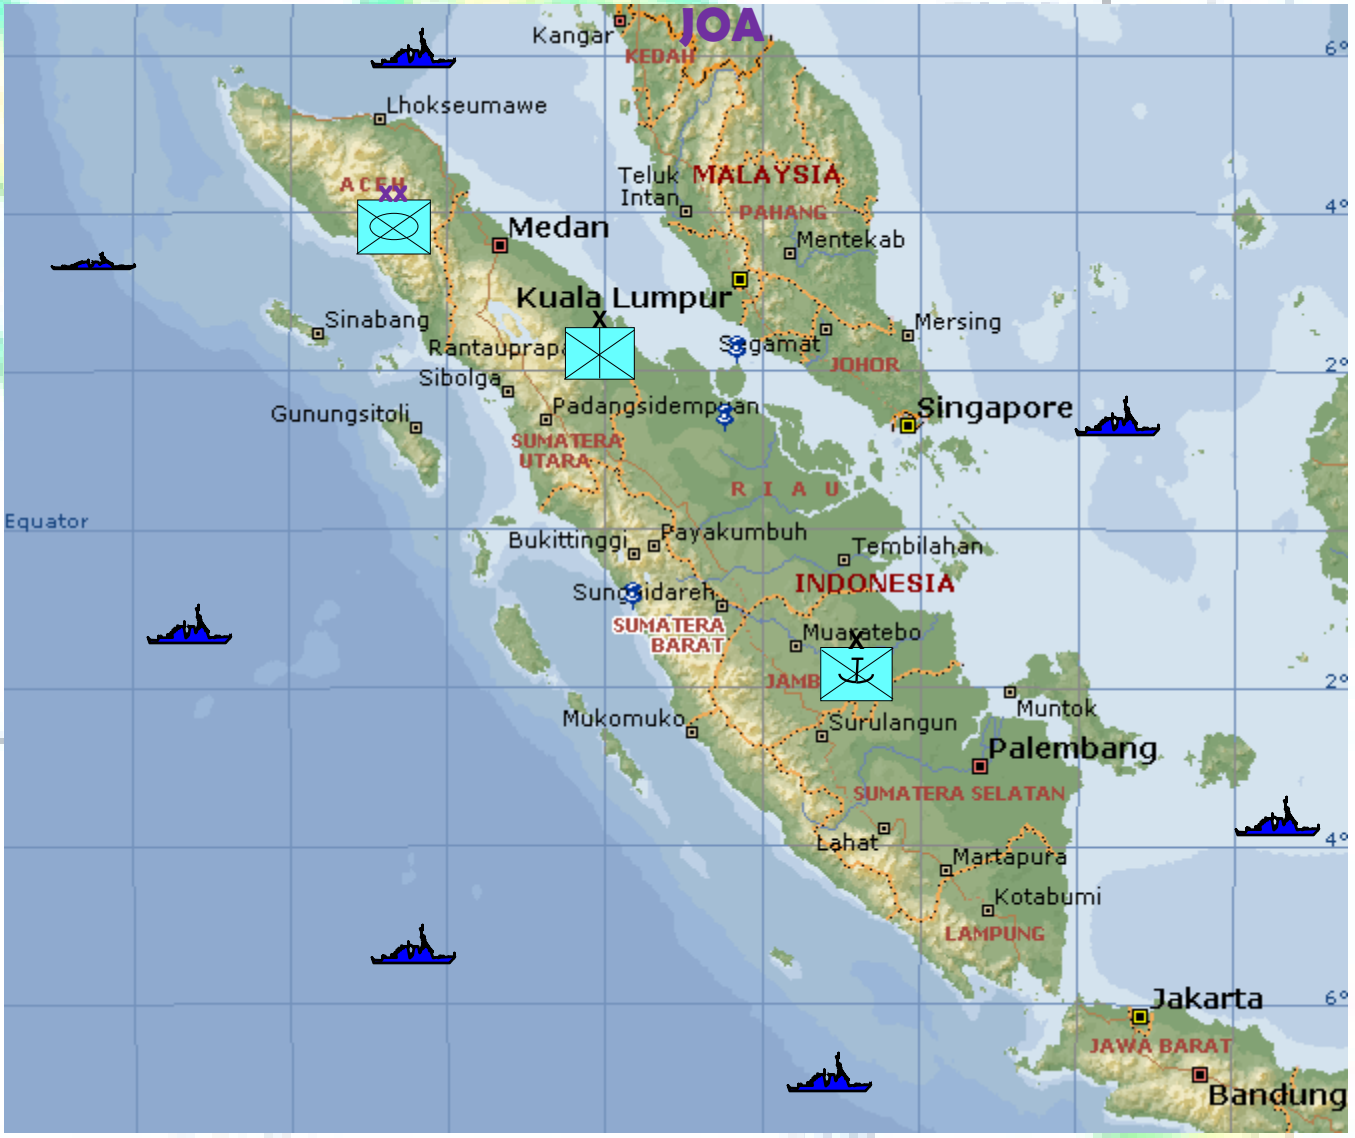 JOA
Kangar
KEDAH
6°
Lhokseumawe
Teluk
Intan
MALAYSIA
ACEH
XX
PAHANG
4°
Medan
Mentekab
Kuala Lumpur
X
Sinabang
Mersing
Segamat
Rantauprapa
JOHOR
2°
Sibolga
Padangsidempuan
Singapore
Gunungsitoli
SUMATERA
UTARA
RIAU
Equator
Bukittinggi
Payakumbuh
Tembilahan
INDONESIA
Sungaidareh
SUMATERA
BARAT
X
Muaratebo
JAMB
2°
Muntok
Mukomuko
Surulangun
Palembang
SUMATERA SELATAN
Lahat
4°
Martapura
Kotabumi
LAMPUNG
Jakarta
6°
JAWA BARAT
Bandung